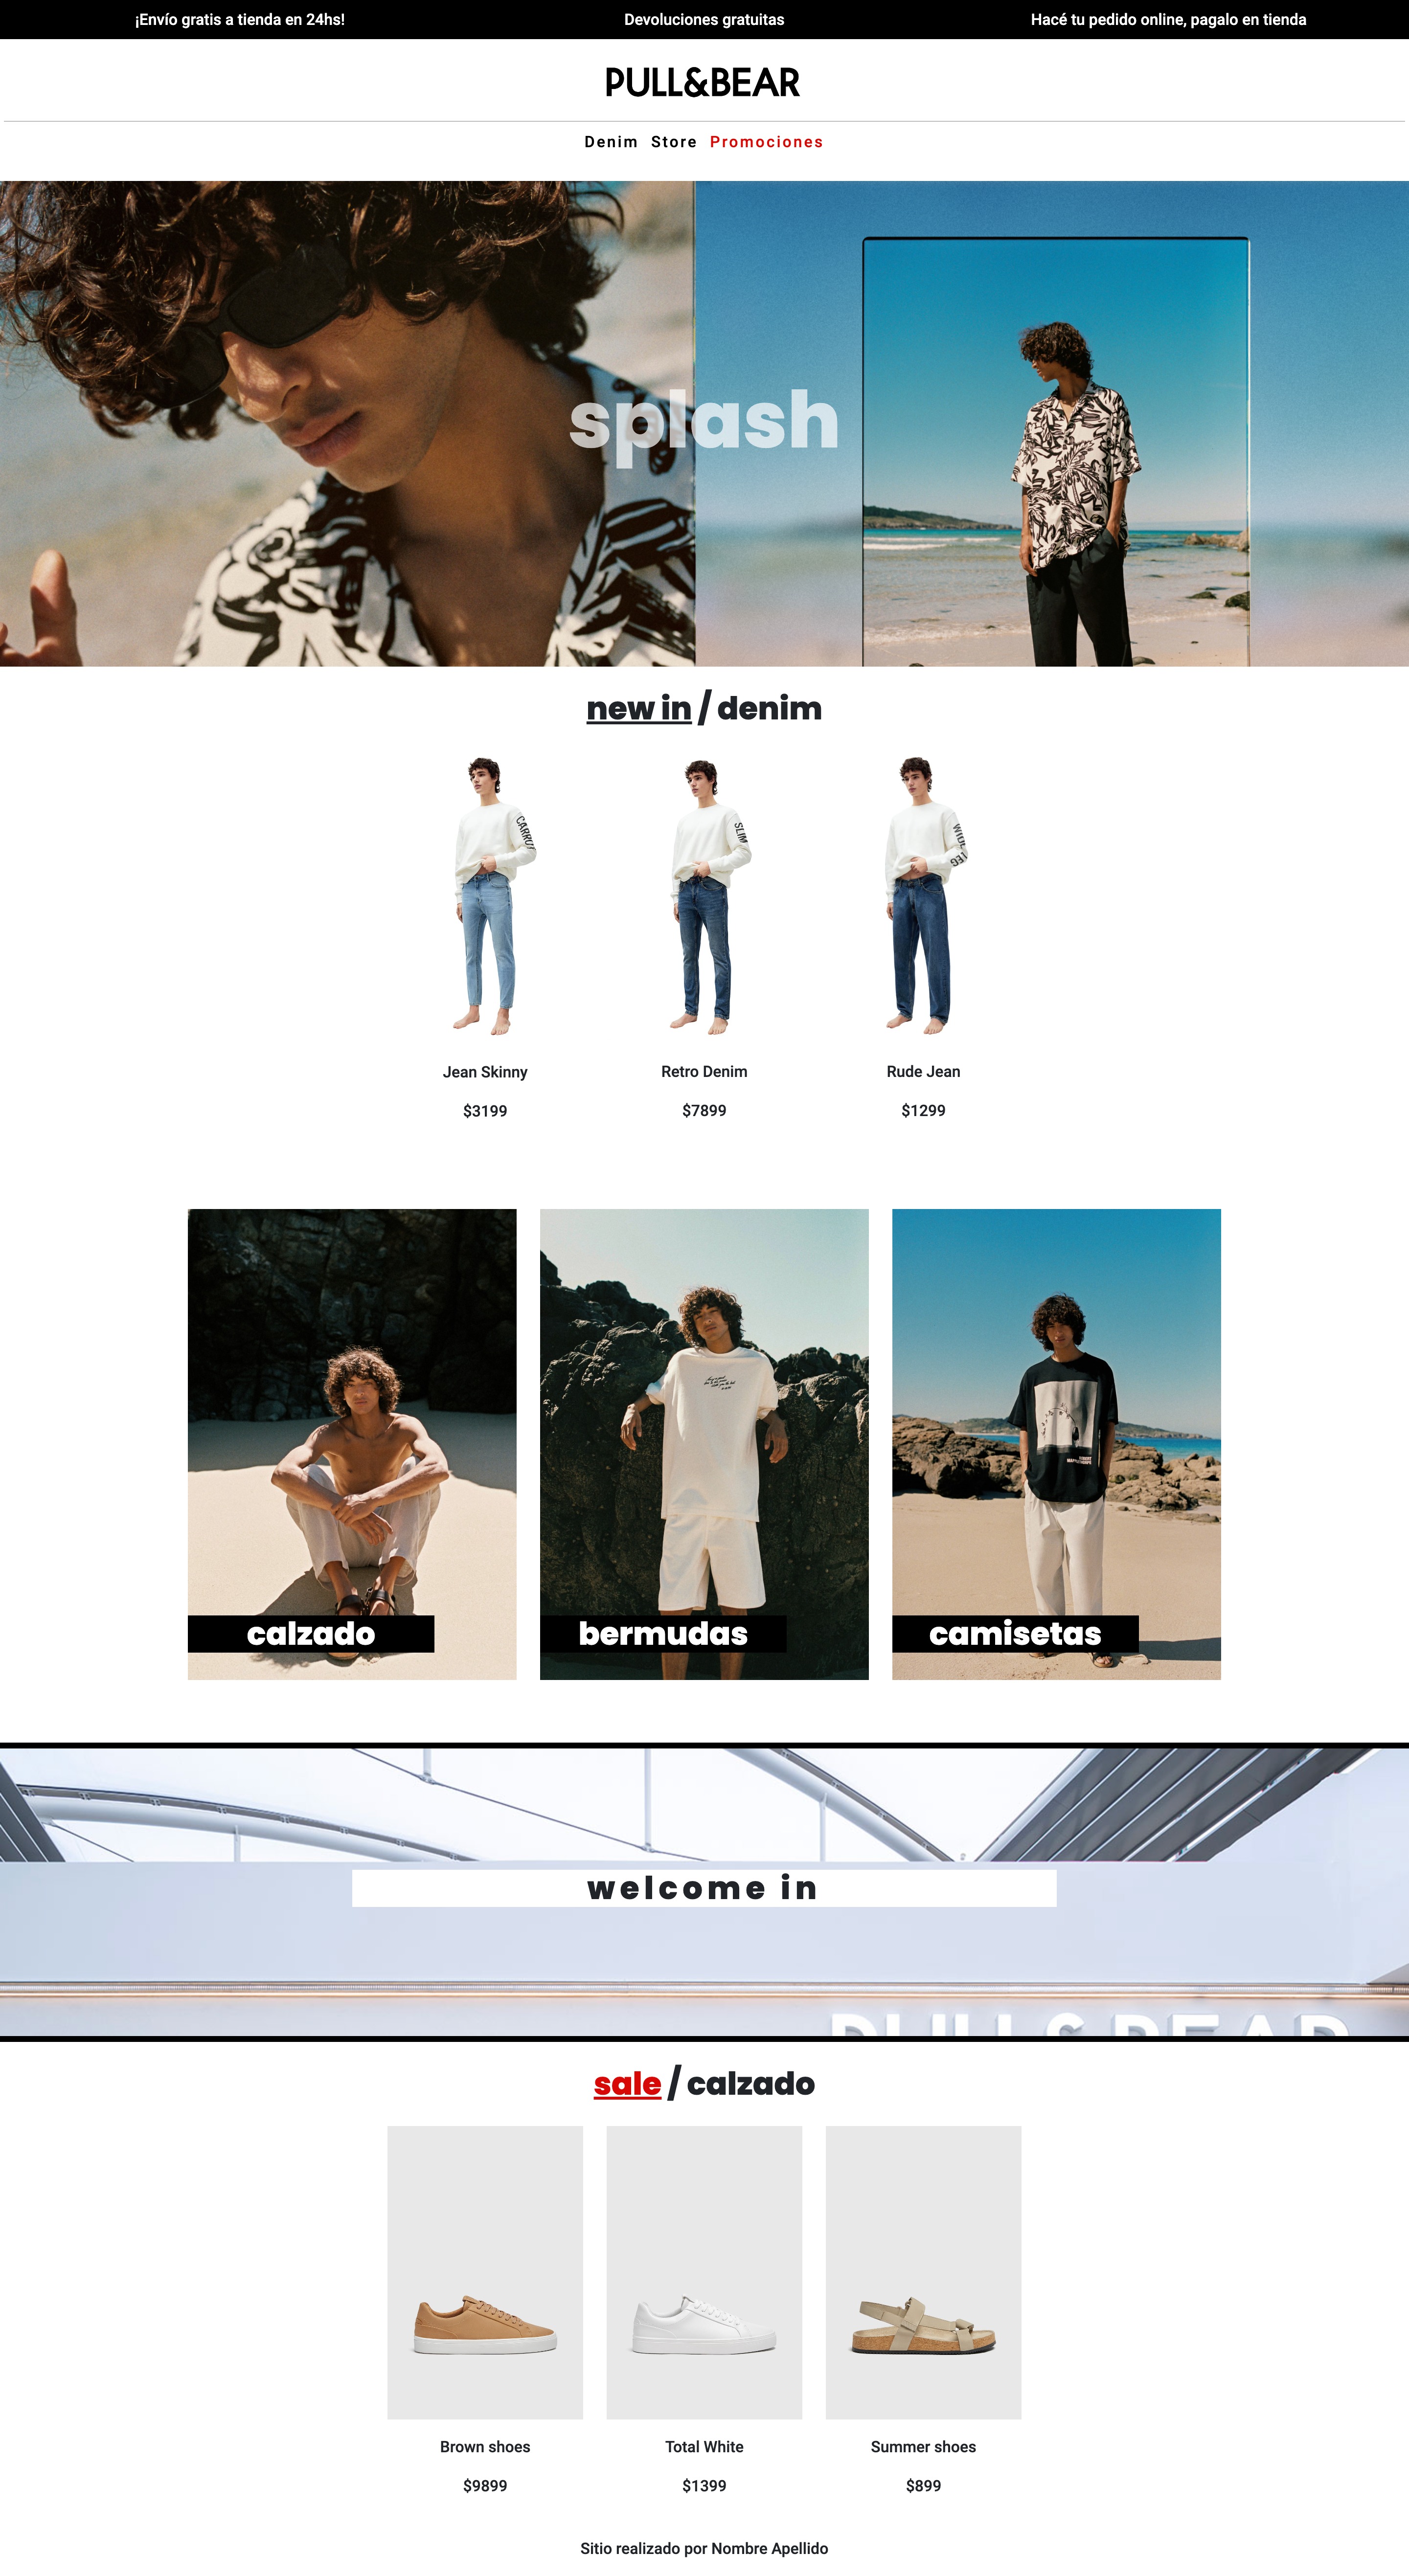 ¡Envío gratis a tienda en 24hs!
Devoluciones gratuitas
Hacé tu pedido online, pagalo en tienda
PULL&BEAR
Denim Store Promociones
splash
new in / denim
SLIM
Jean Skinny
Retro Denim
Rude Jean
$3199
$7899
$1299
calzado
bermudas
camisetas
welcome in
PULL&BEAR
sale / calzado
Brown shoes
Total White
Summer shoes
$9899
$1399
$899
Sitio realizado por Nombre Apellido